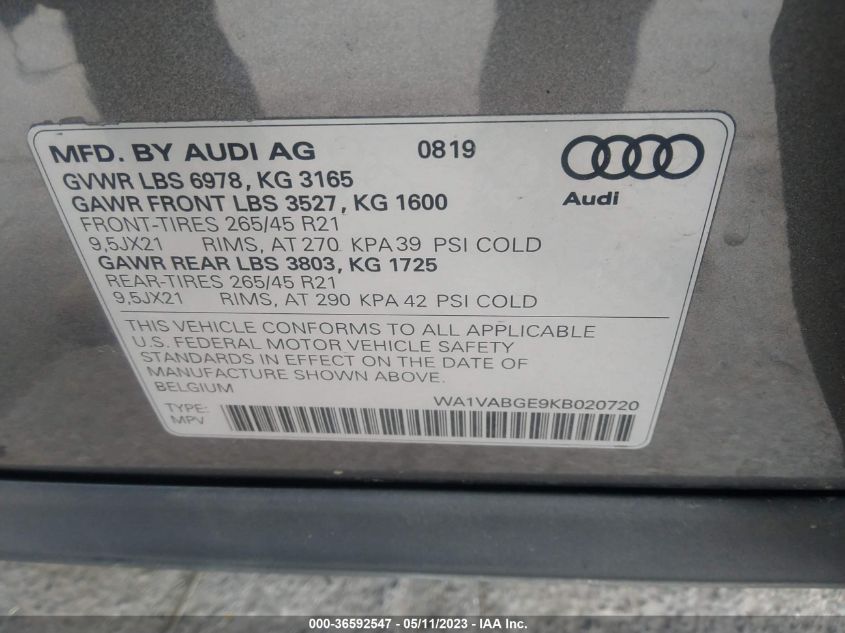 MFD. BY AUDI AG 0819
GVWR LBS 6978, KG 3165
GAWR FRONT LBS 3527, KG 1600
FRONT-TIRES 265/45 R21
9,5JX21 RIMS, AT 270 KPA 39 PSI COLD
GAWR REAR LBS 3803, KG 1725
REAR-TIRES 265/45 R21
9,5JX21 RIMS, AT 290 KPA 42 PSI COLD
Audi
THIS VEHICLE CONFORMS TO ALL APPLICABLE
U.S. FEDERAL MOTOR VEHICLE SAFETY
STANDARDS IN EFFECT ON THE DATE OF
MANUFACTURE SHOWN ABOVE.
BELGIUM
WA1VABGE9KB020720
TYPE:
MPV
000-36592547 - 05/11/2023 - IAA Inc.